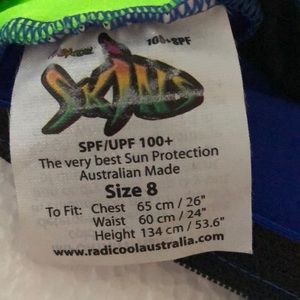 100+SPF
SKINS
SPF/UPF 100+
The very best Sun Protection
Australian Made
Size 8
To Fit: Chest 65 cm / 26"
Waist 60 cm / 24"
Height 134 cm / 53.6"
www.radicoolaustralia.com